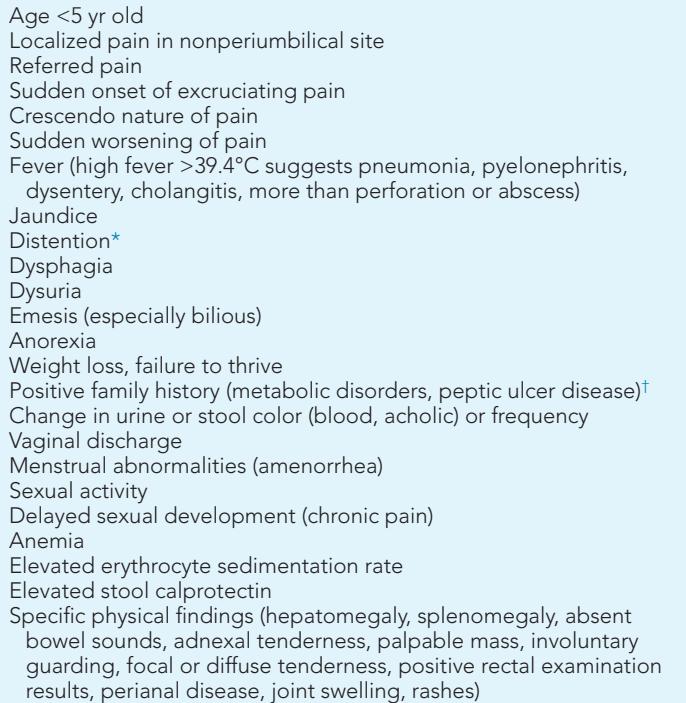 Age <5 yr old
Localized pain in nonperiumbilical site
Referred pain
Sudden onset of excruciating pain
Crescendo nature of pain
Sudden worsening of pain
Fever (high fever >39.4°C suggests pneumonia, pyelonephritis,
dysentery, cholangitis, more than perforation or abscess)
Jaundice
Distention*
Dysphagia
Dysuria
Emesis (especially bilious)
Anorexia
Weight loss, failure to thrive
Positive family history (metabolic disorders, peptic ulcer disease)†
Change in urine or stool color (blood, acholic) or frequency
Vaginal discharge
Menstrual abnormalities (amenorrhea)
Sexual activity
Delayed sexual development (chronic pain)
Anemia
Elevated erythrocyte sedimentation rate
Elevated stool calprotectin
Specific physical findings (hepatomegaly, splenomegaly, absent
bowel sounds, adnexal tenderness, palpable mass, involuntary
guarding, focal or diffuse tenderness, positive rectal examination
results, perianal disease, joint swelling, rashes)